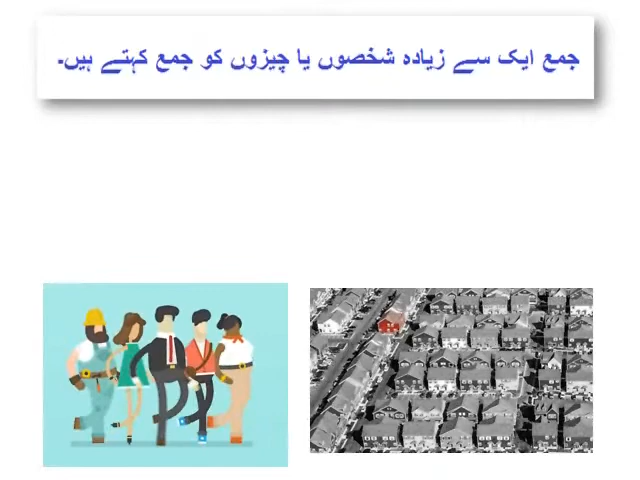 جمع ایک سے زیادہ شخصوں یا چیزوں کو جمع کہتے ہیں۔